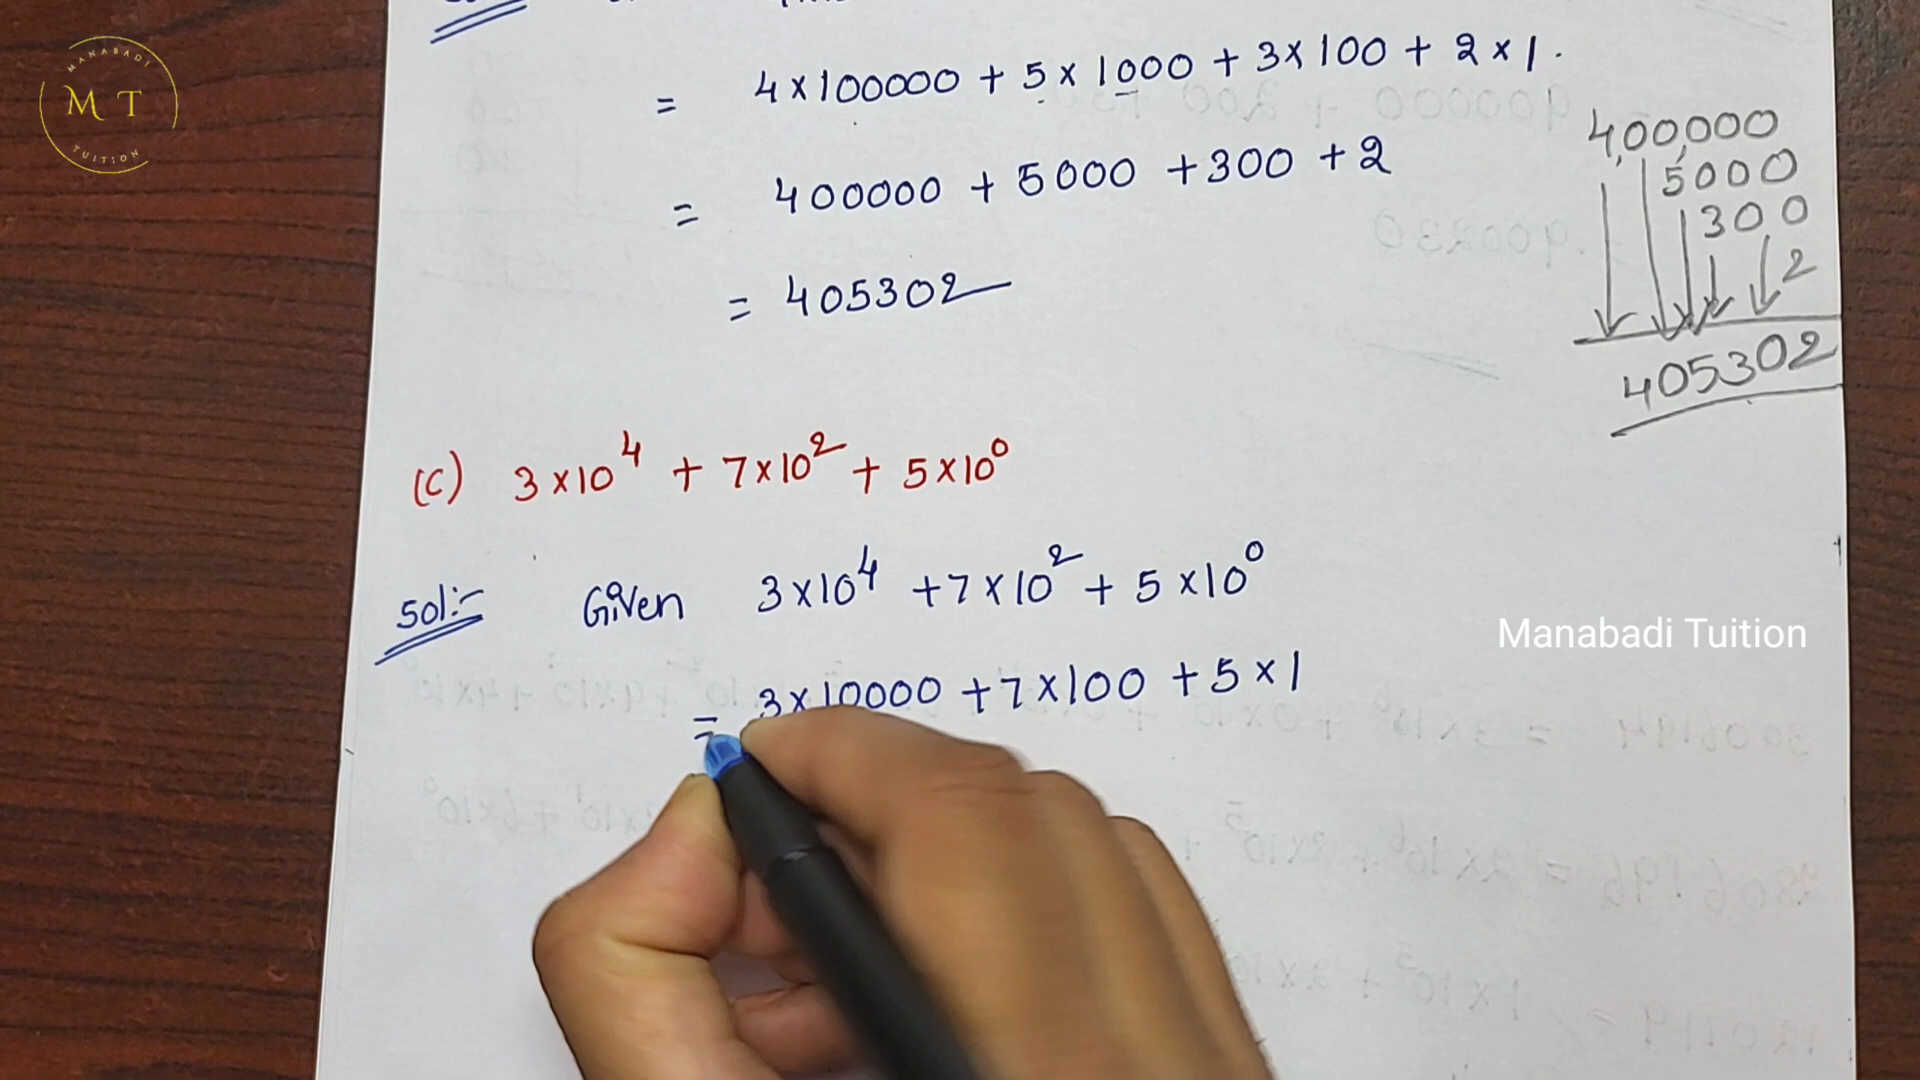 MANABADI
M T
TUITION
= 4×100000 + 5×1000 + 3×100 + 2×1.
= 400000 + 5000 +300 +2
= 405302
4,00,000
5000
300
2
405302
(C) 3×10⁴ + 7×10² + 5×10⁰
Sol:- Given 3×10⁴ +7×10² + 5×10⁰
= 3×10000 +7×100 +5×1
Manabadi Tuition